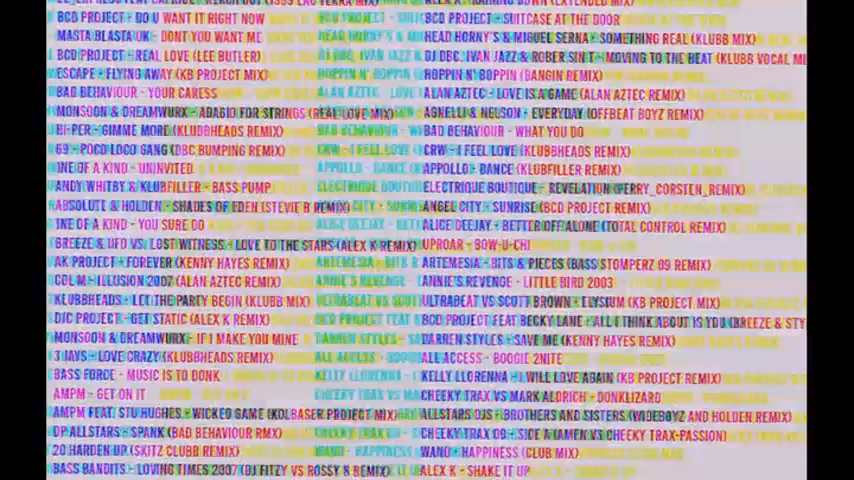 BCD PROJECT - DO U WANT IT RIGHT NOW
MASTA BLASTA UK - DONT YOU WANT ME
BCD PROJECT - REAL LOVE (LEE BUTLER)
ESCAPE - FLYING AWAY (KB PROJECT MIX)
BAD BEHAVIOUR - YOUR CARESS
MONSOON & DREAMWURX - ADAGIO FOR STRINGS (REAL LOVE MIX)
HI-PER - GIMME MORE (KLUBBHEADS REMIX)
69 - POCO LOCO GANG (DBC BUMPING REMIX)
1NE OF A KIND - UNINVITED
ANDY WHITBY & KLUBFILLER - BASS PUMP
ABSOLUTE & HOLDEN - SHADES OF EDEN (STEVIE B REMIX)
1NE OF A KIND - YOU SURE DO
BREEZE & UFO VS LOST WITNESS - LOVE TO THE STARS (ALEX K REMIX)
AK PROJECT - FOREVER (KENNY HAYES REMIX)
COL M - ILLUSION 2007 (ALAN AZTEC REMIX)
KLUBBHEADS - LET THE PARTY BEGIN (KLUBB MIX)
DJC PROJECT - GET STATIC (ALEX K REMIX)
MONSOON & DREAMWURX - IF I MAKE YOU MINE
3 JAYS - LOVE CRAZY (KLUBBHEADS REMIX)
BASS FORCE - MUSIC IS TO DONK
AMPM - GET ON IT
AMPM FEAT STU HUGHES - WICKED GAME (KOLBASER PROJECT MIX)
DP ALLSTARS - SPANK (BAD BEHAVIOUR RMX)
20 HARDEN UP (SKITZ CLUBB REMIX)
BASS BANDITS - LOVING TIMES 2007 (DJ FITZY VS ROSSY B REMIX)
BCD PROJECT - SUITCASE AT THE DOOR
HEAD HORNY'S & MIGUEL SERNA - SOMETHING REAL (KLUBB MIX)
DJ DBC, IVAN JAZZ & ROBER SIN T - MOVING TO THE BEAT (KLUBB VOCAL MI
HOPPIN N' BOPPIN (BANGIN REMIX)
ALAN AZTEC - LOVE IS A GAME (ALAN AZTEC REMIX)
AGNELLI & NELSON - EVERYDAY (OFFBEAT BOYZ REMIX)
BAD BEHAVIOUR - WHAT YOU DO
CRW - I FEEL LOVE (KLUBBHEADS REMIX)
APPOLLO - DANCE (KLUBFILLER REMIX)
ELECTRIQUE BOUTIQUE - REVELATION (FERRY_CORSTEN_REMIX)
ANGEL CITY - SUNRISE (BCD PROJECT REMIX)
ALICE DEEJAY - BETTER OFF ALONE (TOTAL CONTROL REMIX)
UPROAR - BOW-U-CHI
ARTEMESIA - BITS & PIECES (BASS STOMPERZ 09 REMIX)
ANNIE'S REVENGE - LITTLE BIRD 2003
ULTRABEAT VS SCOTT BROWN - ELYSIUM (KB PROJECT MIX)
BCD PROJECT FEAT BECKY LANE - ALL I THINK ABOUT IS YOU (BREEZE & STY
DARREN STYLES - SAVE ME (KENNY HAYES REMIX)
ALL ACCESS - BOOGIE 2NITE
KELLY LLORENNA - I WILL LOVE AGAIN (KB PROJECT REMIX)
CHEEKY TRAX VS MARK ALDRICH - DONKLIZARD
ALLSTARS DJS - BROTHERS AND SISTERS (WIDEBOYZ AND HOLDEN REMIX)
CHEEKY TRAX 09 - SIDE A (AMEN VS CHEEKY TRAX-PASSION)
WAND - HAPPINESS (CLUB MIX)
ALEX K - SHAKE IT UP